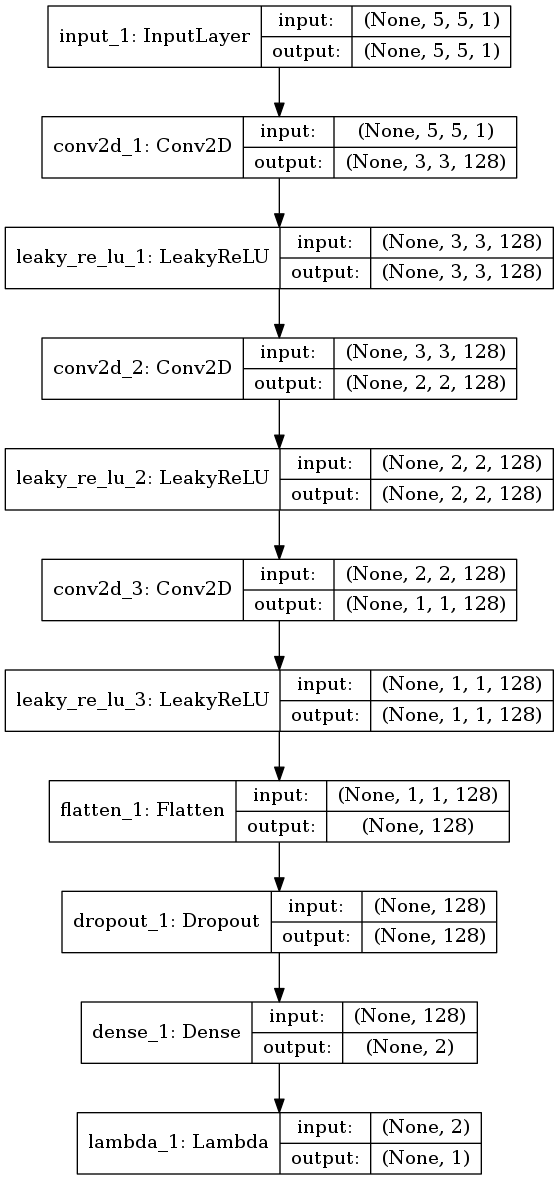 input_1: InputLayer
input: (None, 5, 5, 1)
output: (None, 5, 5, 1)
conv2d_1: Conv2D
input: (None, 5, 5, 1)
output: (None, 3, 3, 128)
leaky_re_lu_1: LeakyReLU
input: (None, 3, 3, 128)
output: (None, 3, 3, 128)
conv2d_2: Conv2D
input: (None, 3, 3, 128)
output: (None, 2, 2, 128)
leaky_re_lu_2: LeakyReLU
input: (None, 2, 2, 128)
output: (None, 2, 2, 128)
conv2d_3: Conv2D
input: (None, 2, 2, 128)
output: (None, 1, 1, 128)
leaky_re_lu_3: LeakyReLU
input: (None, 1, 1, 128)
output: (None, 1, 1, 128)
flatten_1: Flatten
input: (None, 1, 1, 128)
output: (None, 128)
dropout_1: Dropout
input: (None, 128)
output: (None, 128)
dense_1: Dense
input: (None, 128)
output: (None, 2)
lambda_1: Lambda
input: (None, 2)
output: (None, 1)